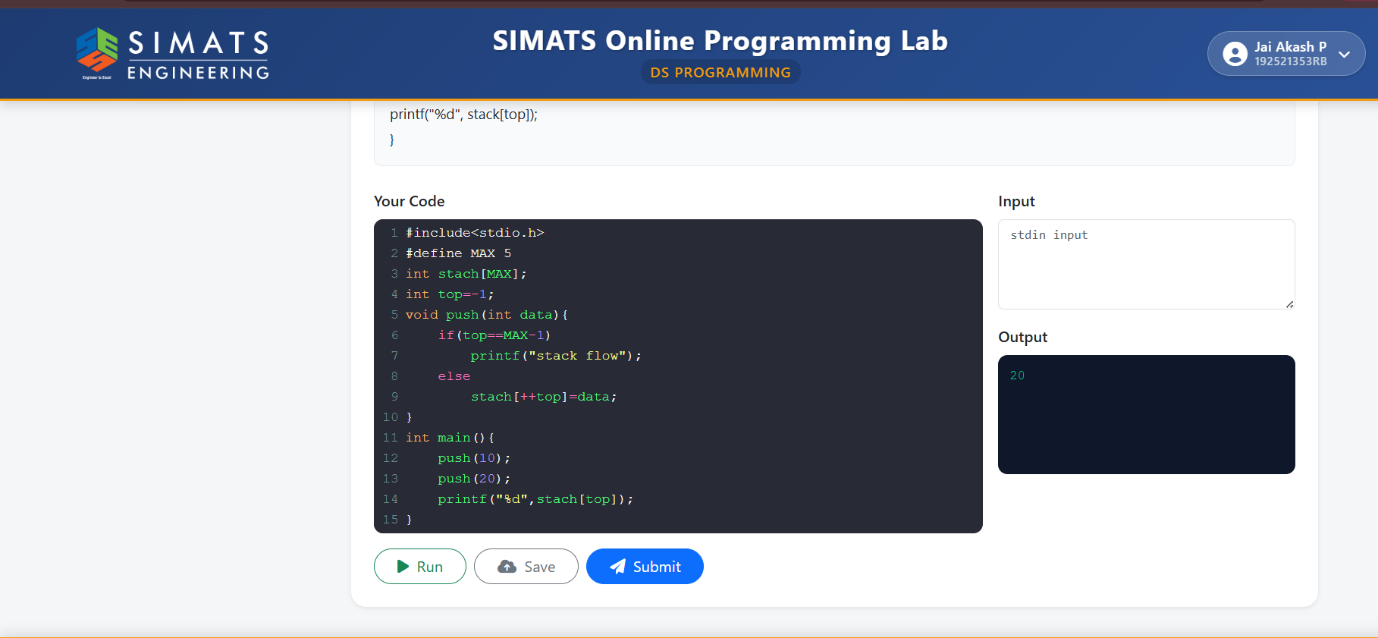 SIMATS
ENGINEERING
Engineer to Excel
SIMATS Online Programming Lab
DS PROGRAMMING
Jai Akash P
192521353RB
printf("%d", stack[top]);
}
Your Code
1 #include<stdio.h>
2 #define MAX 5
3 int stach[MAX];
4 int top=-1;
5 void push(int data){
6     if(top==MAX-1)
7         printf("stack flow");
8     else
9         stach[++top]=data;
10 }
11 int main(){
12     push(10);
13     push(20);
14     printf("%d",stach[top]);
15 }
Run
Save
Submit
Input
stdin input
Output
20